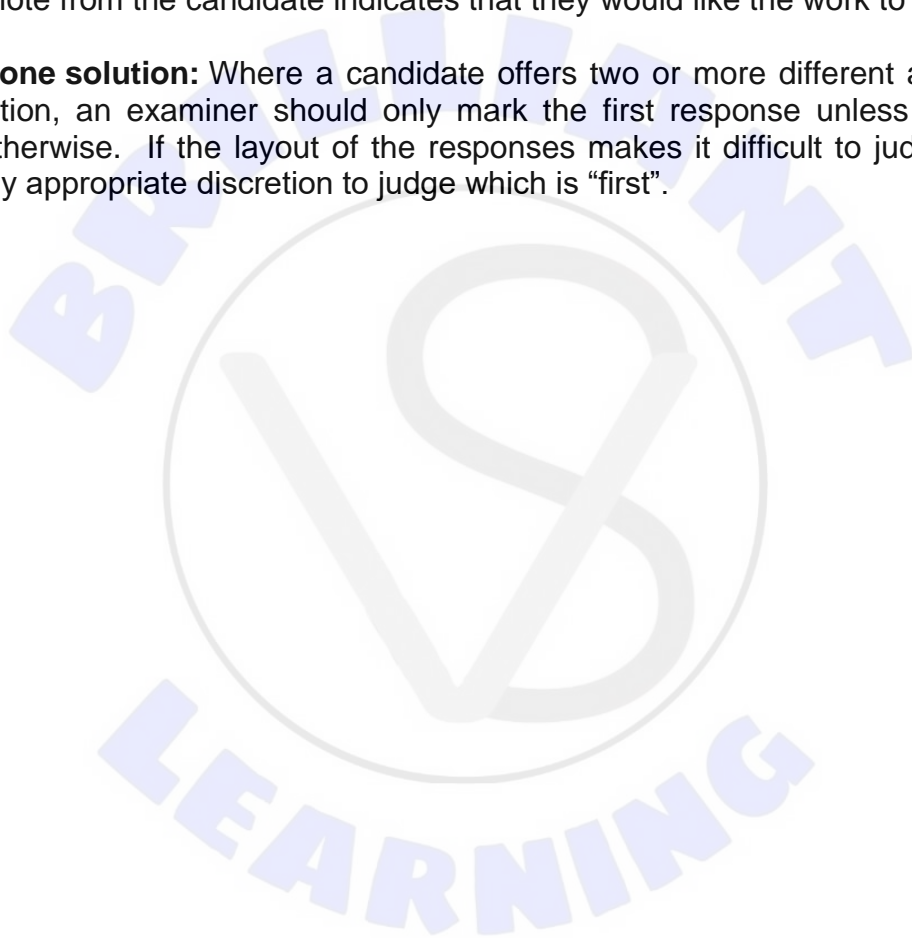 note from the candidate indicates that they would like the work to
one solution: Where a candidate offers two or more different
tion, an examiner should only mark the first response unless
therwise. If the layout of the responses makes it difficult to
y appropriate discretion to judge which is “first”.
BRILLIANT
VS
LEARNING